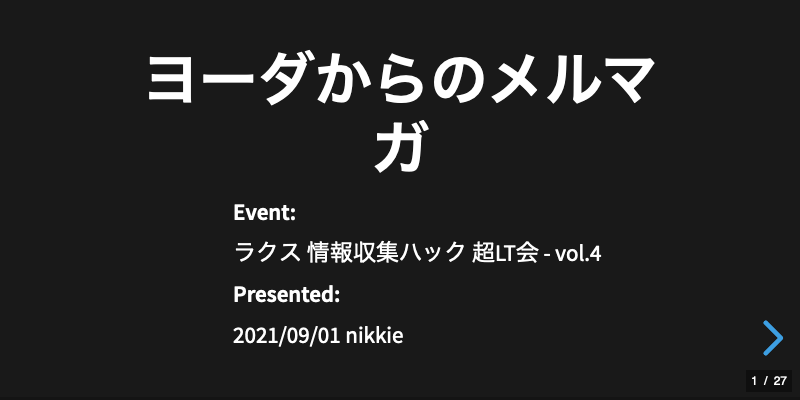 ヨーダからのメルマ
ガ
Event:
ラクス 情報収集ハック 超LT会 - vol.4
Presented:
2021/09/01 nikkie
1 / 27